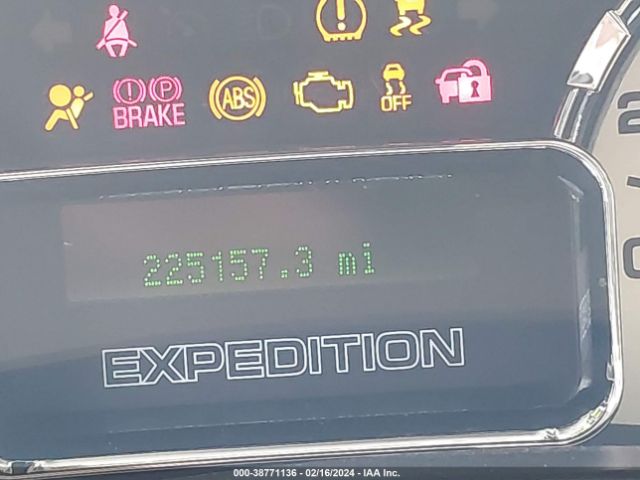 (!) (P)
BRAKE
ABS
OFF
225157.3 mi
EXPEDITION
000-38771136 - 02/16/2024 - IAA Inc.